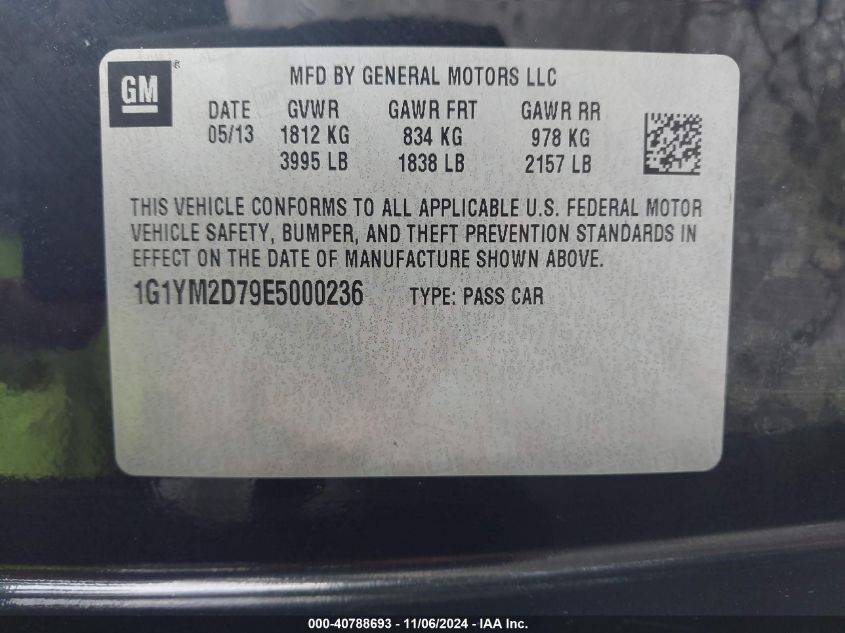 GM ®
MFD BY GENERAL MOTORS LLC
DATE GVWR GAWR FRT GAWR RR
05/13 1812 KG 834 KG 978 KG
3995 LB 1838 LB 2157 LB
THIS VEHICLE CONFORMS TO ALL APPLICABLE U.S. FEDERAL MOTOR
VEHICLE SAFETY, BUMPER, AND THEFT PREVENTION STANDARDS IN
EFFECT ON THE DATE OF MANUFACTURE SHOWN ABOVE.
1G1YM2D79E5000236 TYPE: PASS CAR
000-40788693 - 11/06/2024 - IAA Inc.